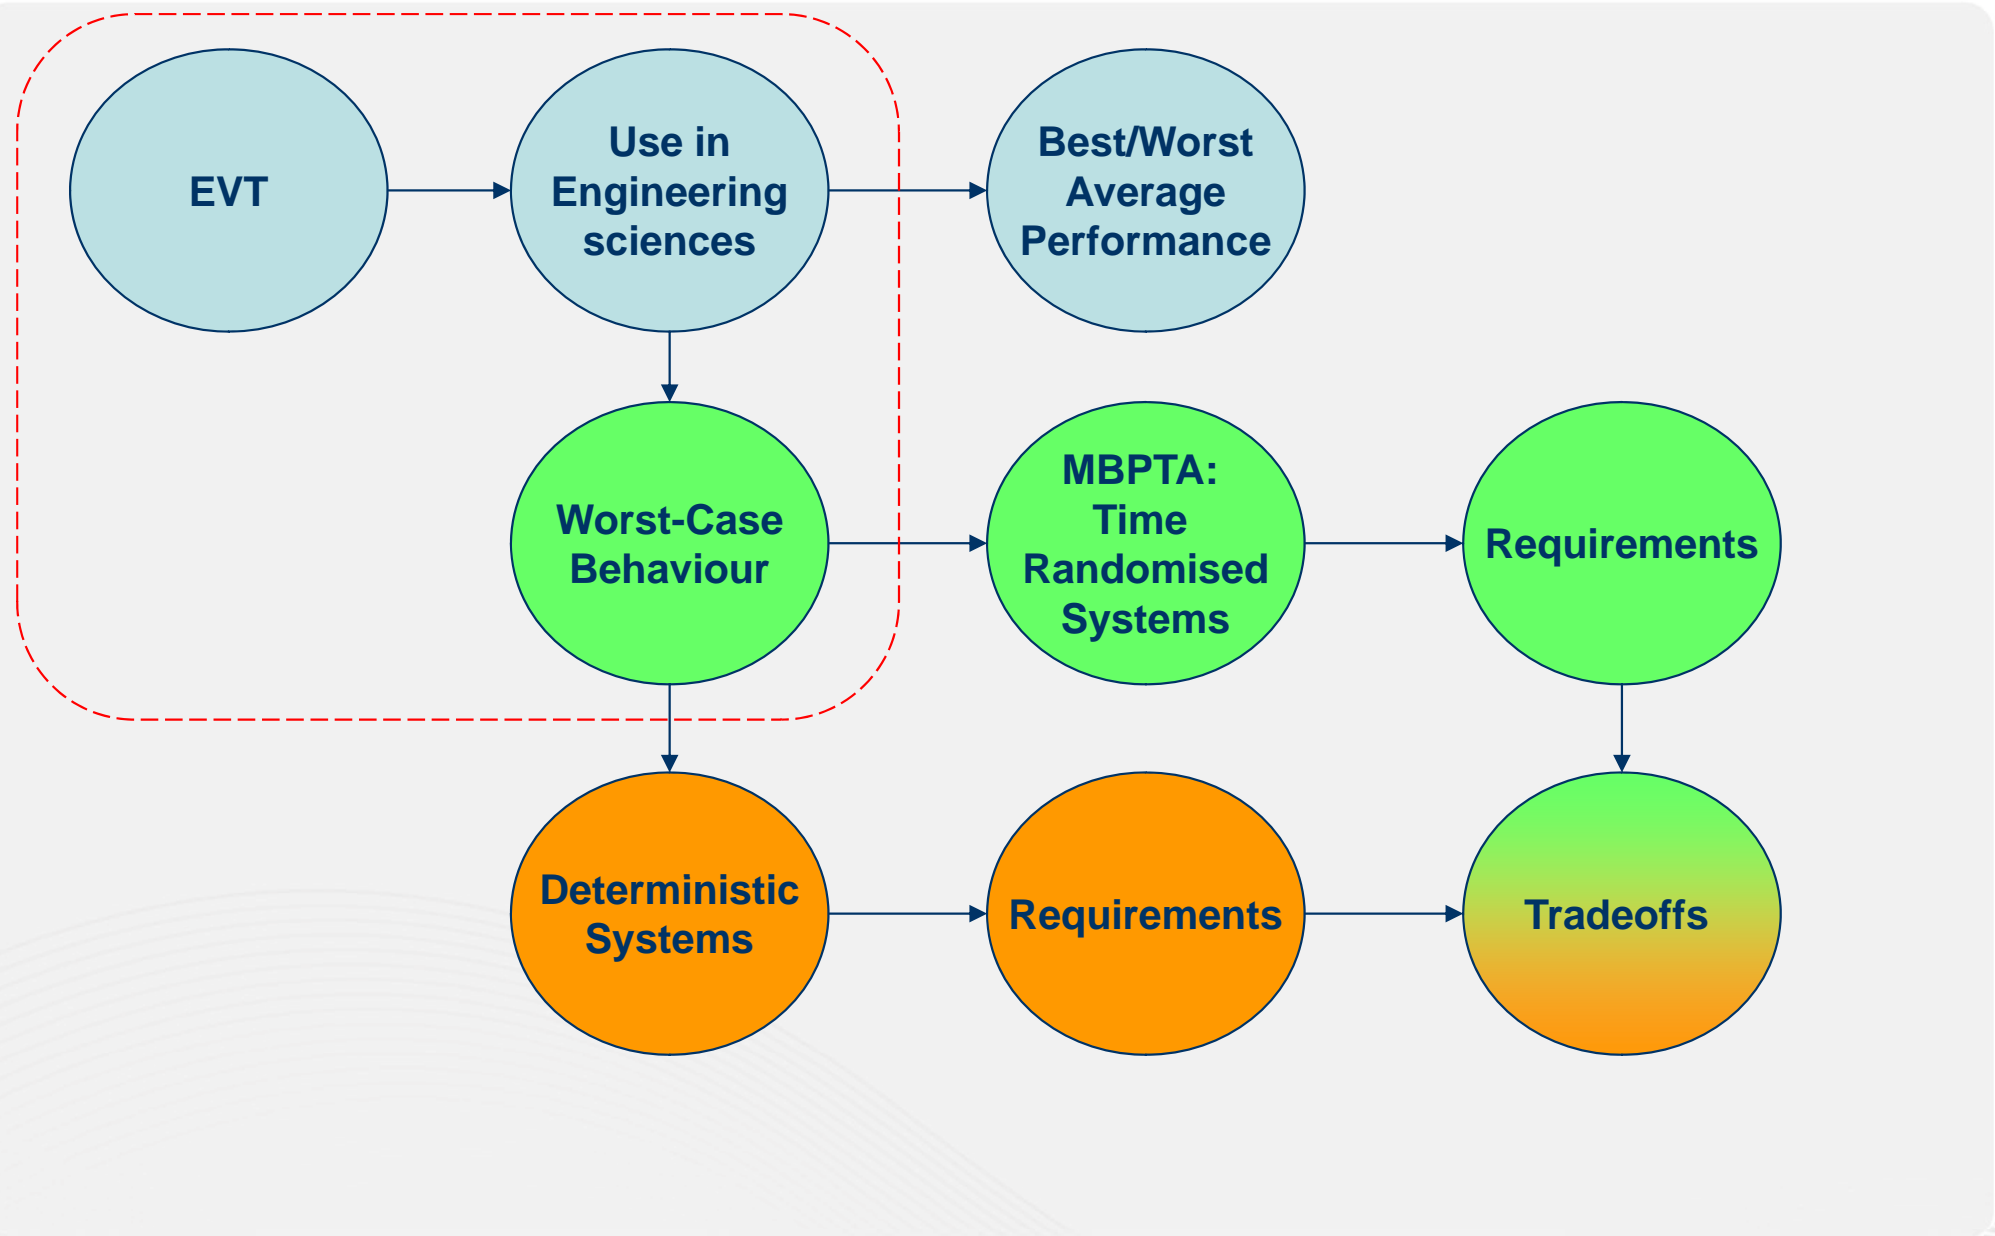 EVT
Use in
Engineering
sciences
Best/Worst
Average
Performance
Worst-Case
Behaviour
MBPTA:
Time
Randomised
Systems
Requirements
Deterministic
Systems
Requirements
Tradeoffs